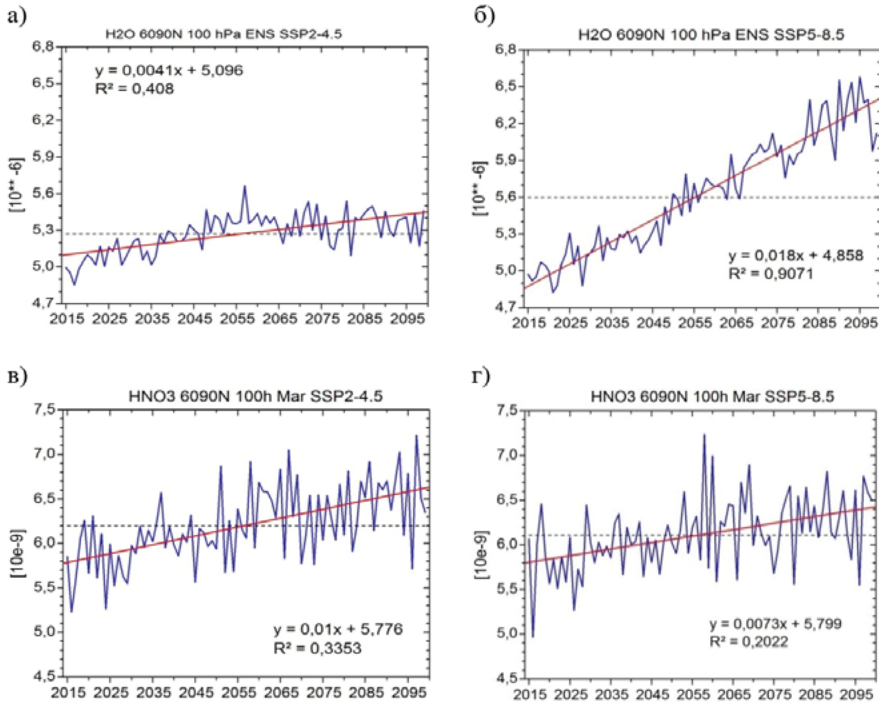 а)
H2O 6090N 100 hPa ENS SSP2-4.5
6,8
6,5
6,2
5,9
5,6
5,3
5,0
4,7
[10** -6]
y = 0,0041x + 5,096
R² = 0,408
2015 2025 2035 2045 2055 2065 2075 2085 2095
б)
H2O 6090N 100 hPa ENS SSP5-8.5
6,8
6,5
6,2
5,9
5,6
5,3
5,0
4,7
[10** -6]
y = 0,018x + 4,858
R² = 0,9071
2015 2025 2035 2045 2055 2065 2075 2085 2095
в)
HNO3 6090N 100h Mar SSP2-4.5
7,5
7,0
6,5
6,0
5,5
5,0
4,5
[10e-9]
y = 0,01x + 5,776
R² = 0,3353
2015 2025 2035 2045 2055 2065 2075 2085 2095
г)
HNO3 6090N 100h Mar SSP5-8.5
7,5
7,0
6,5
6,0
5,5
5,0
4,5
[10e-9]
y = 0,0073x + 5,799
R² = 0,2022
2015 2025 2035 2045 2055 2065 2075 2085 2095